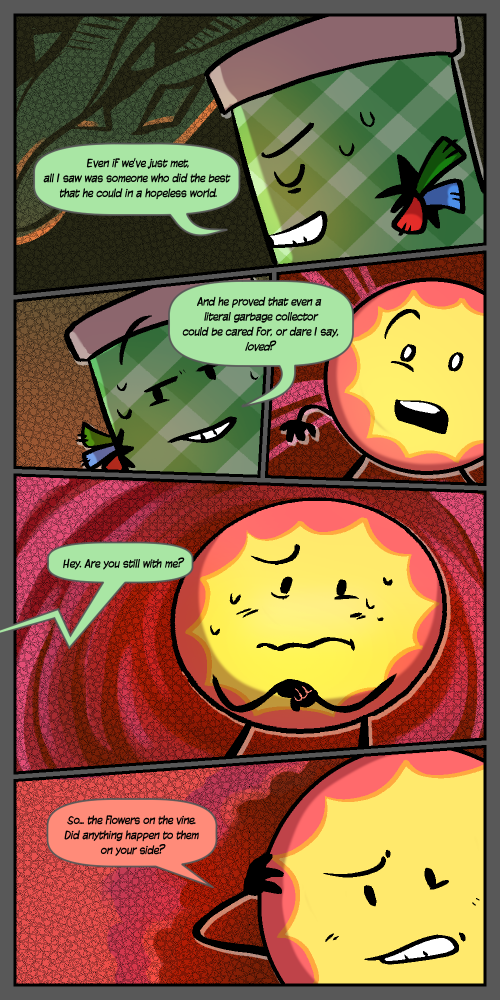 Even if we've just met,
all I saw was someone who did the best
that he could in a hopeless world.
And he proved that even a
literal garbage collector
could be cared for, or dare I say,
loved?
Hey. Are you still with me?
So... the flowers on the vine.
Did anything happen to them
on your side?